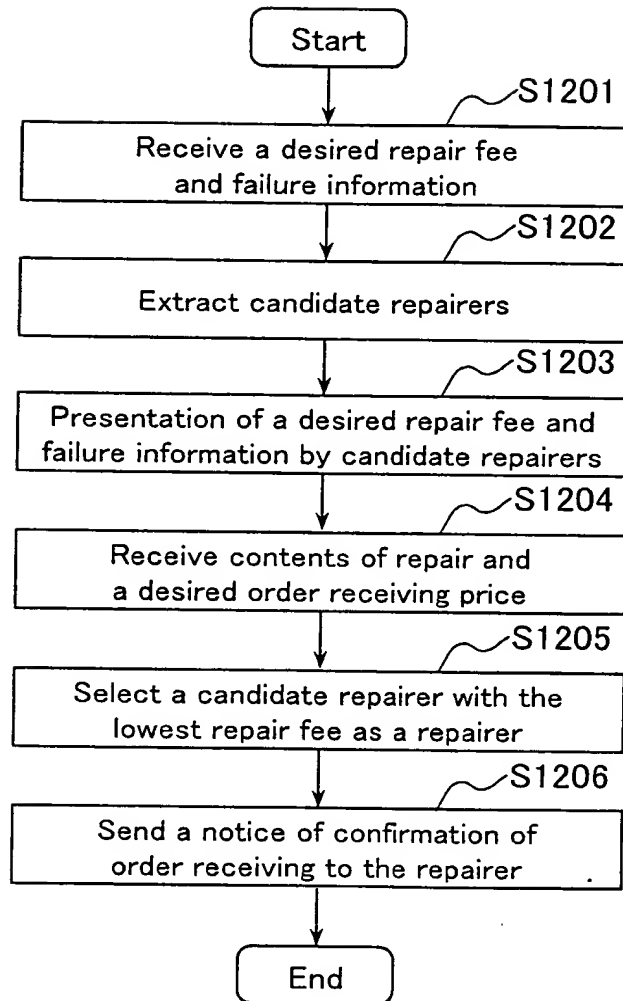 Start
S1201
Receive a desired repair fee
and failure information
S1202
Extract candidate repairers
S1203
Presentation of a desired repair fee and
failure information by candidate repairers
S1204
Receive contents of repair and
a desired order receiving price
S1205
Select a candidate repairer with the
lowest repair fee as a repairer
S1206
Send a notice of confirmation of
order receiving to the repairer
End